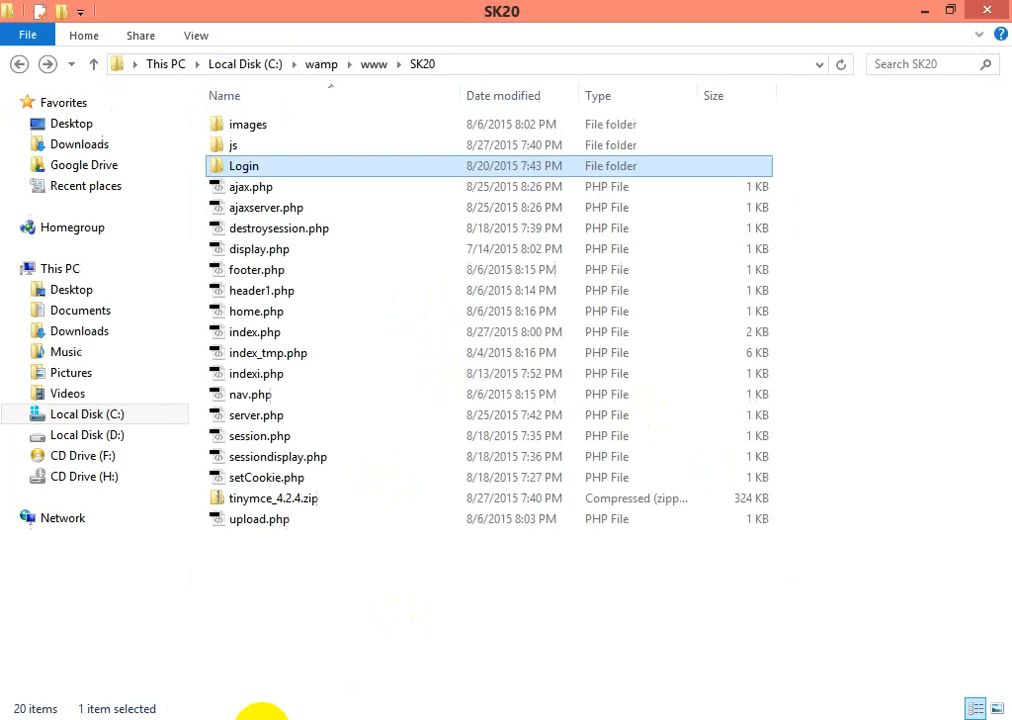 SK20
File Home Share View
This PC Local Disk (C:) wamp www SK20 Search SK20
Name Date modified Type Size
Favorites
Desktop
Downloads
Google Drive
Recent places
Homegroup
This PC
Desktop
Documents
Downloads
Music
Pictures
Videos
Local Disk (C:)
Local Disk (D:)
CD Drive (F:)
CD Drive (H:)
Network
images 8/6/2015 8:02 PM File folder
js 8/27/2015 7:40 PM File folder
Login 8/20/2015 7:43 PM File folder
ajax.php 8/25/2015 8:26 PM PHP File 1 KB
ajaxserver.php 8/25/2015 8:26 PM PHP File 1 KB
destroysession.php 8/18/2015 7:39 PM PHP File 1 KB
display.php 7/14/2015 8:02 PM PHP File 1 KB
footer.php 8/6/2015 8:15 PM PHP File 1 KB
header1.php 8/6/2015 8:14 PM PHP File 1 KB
home.php 8/6/2015 8:16 PM PHP File 1 KB
index.php 8/27/2015 8:00 PM PHP File 2 KB
index_tmp.php 8/4/2015 8:16 PM PHP File 6 KB
indexi.php 8/13/2015 7:52 PM PHP File 1 KB
nav.php 8/6/2015 8:15 PM PHP File 1 KB
server.php 8/25/2015 7:42 PM PHP File 1 KB
session.php 8/18/2015 7:35 PM PHP File 1 KB
sessiondisplay.php 8/18/2015 7:36 PM PHP File 1 KB
setCookie.php 8/18/2015 7:27 PM PHP File 1 KB
tinymce_4.2.4.zip 8/27/2015 7:40 PM Compressed (zipp... 324 KB
upload.php 8/6/2015 8:03 PM PHP File 1 KB
20 items 1 item selected